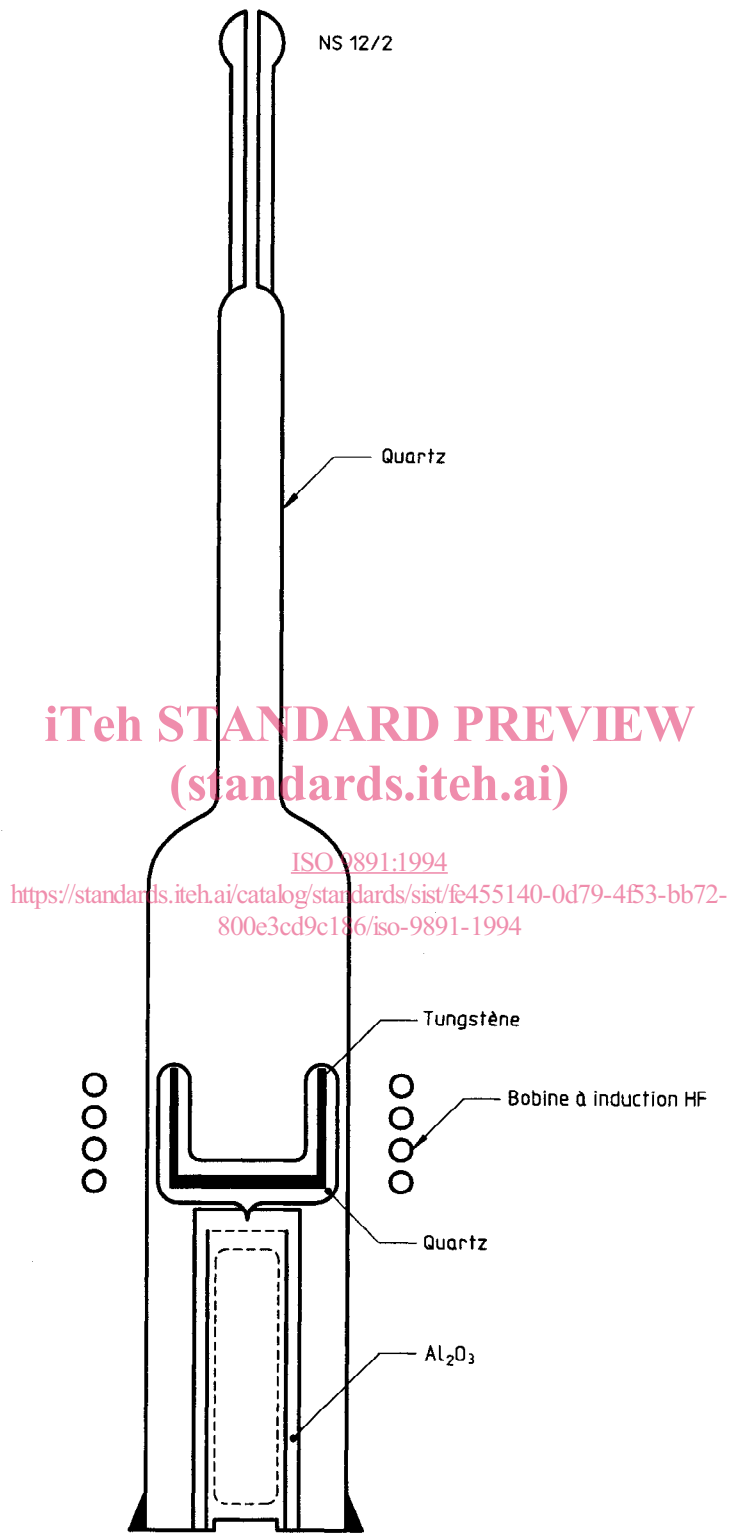 NS 12/2
Quartz
iTeh STANDARD PREVIEW
(standards.iteh.ai)
ISO 9891:1994
https://standards.iteh.ai/catalog/standards/sist/fe455140-0d79-4f53-bb72-
800e3cd9c186/iso-9891-1994
Tungstène
Bobine à induction HF
Quartz
Al₂O₃